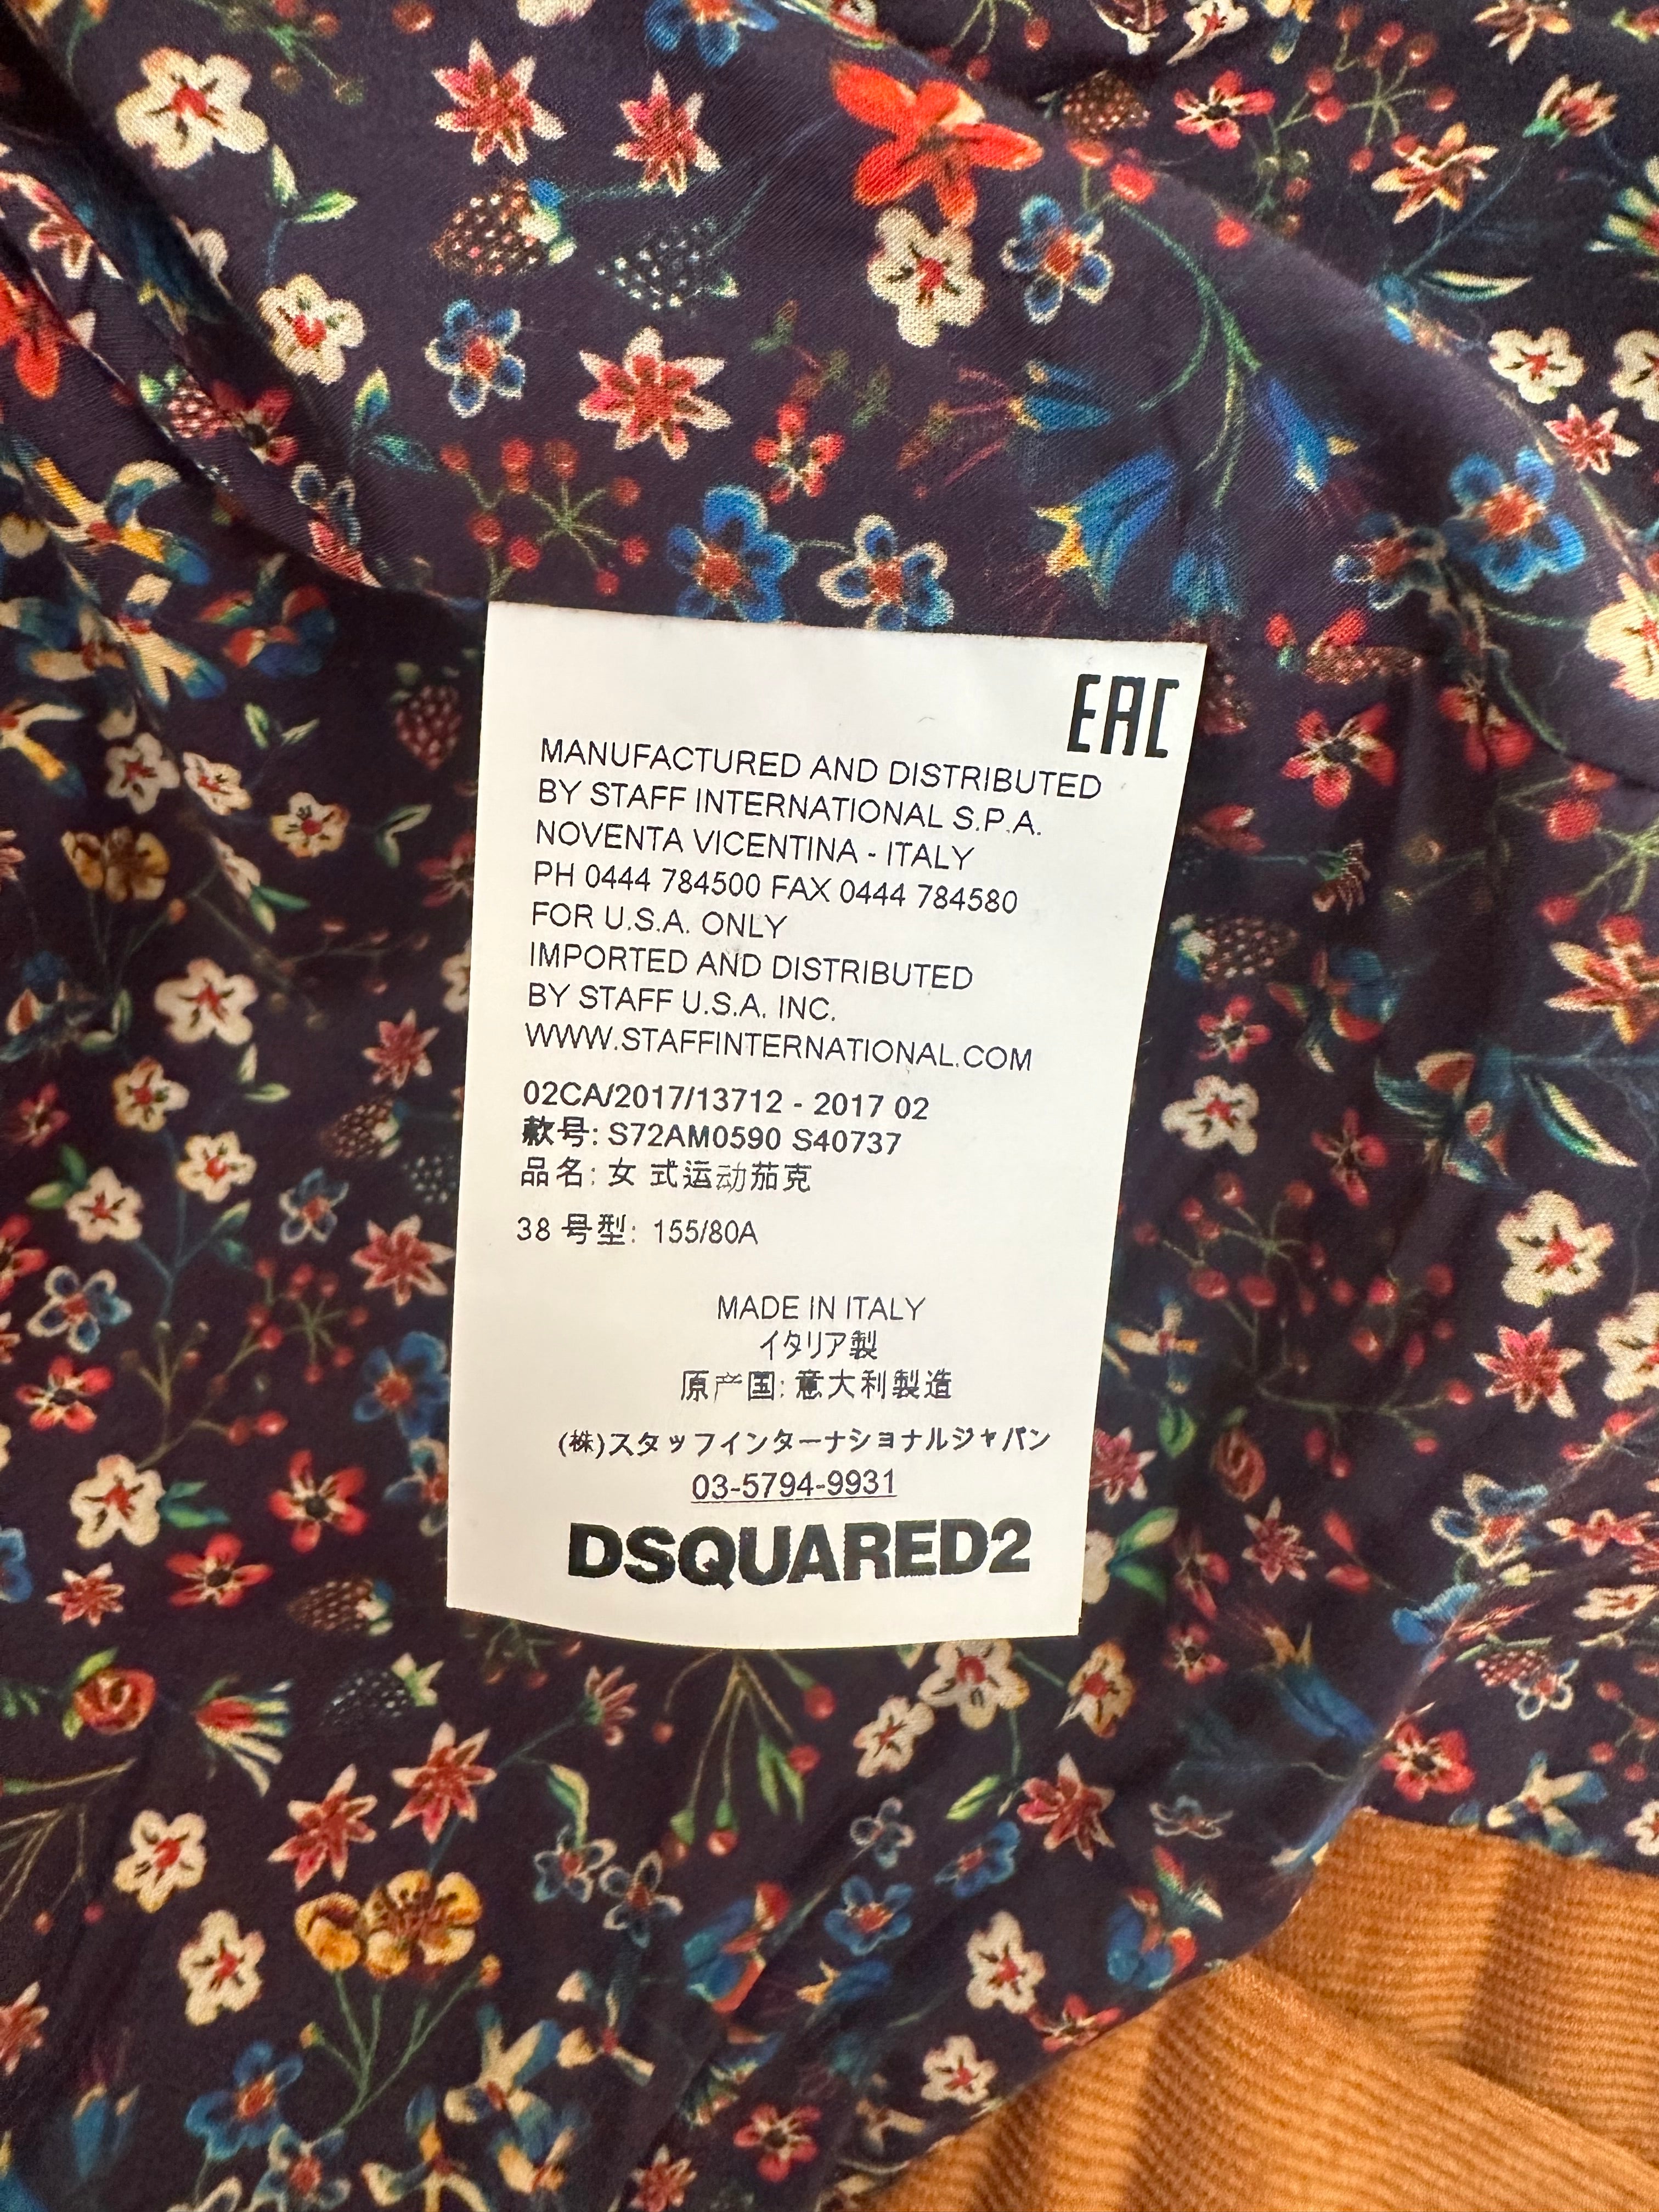 EAC
MANUFACTURED AND DISTRIBUTED
BY STAFF INTERNATIONAL S.P.A.
NOVENTA VICENTINA - ITALY
PH 0444 784500 FAX 0444 784580
FOR U.S.A. ONLY
IMPORTED AND DISTRIBUTED
BY STAFF U.S.A. INC.
WWW.STAFFINTERNATIONAL.COM
02CA/2017/13712 - 2017 02
款号: S72AM0590 S40737
品名: 女 式运动茄克
38 号型: 155/80A
MADE IN ITALY
イタリア製
原产国: 意大利製造
(株)スタッフインターナショナルジャパン
03-5794-9931
DSQUARED2